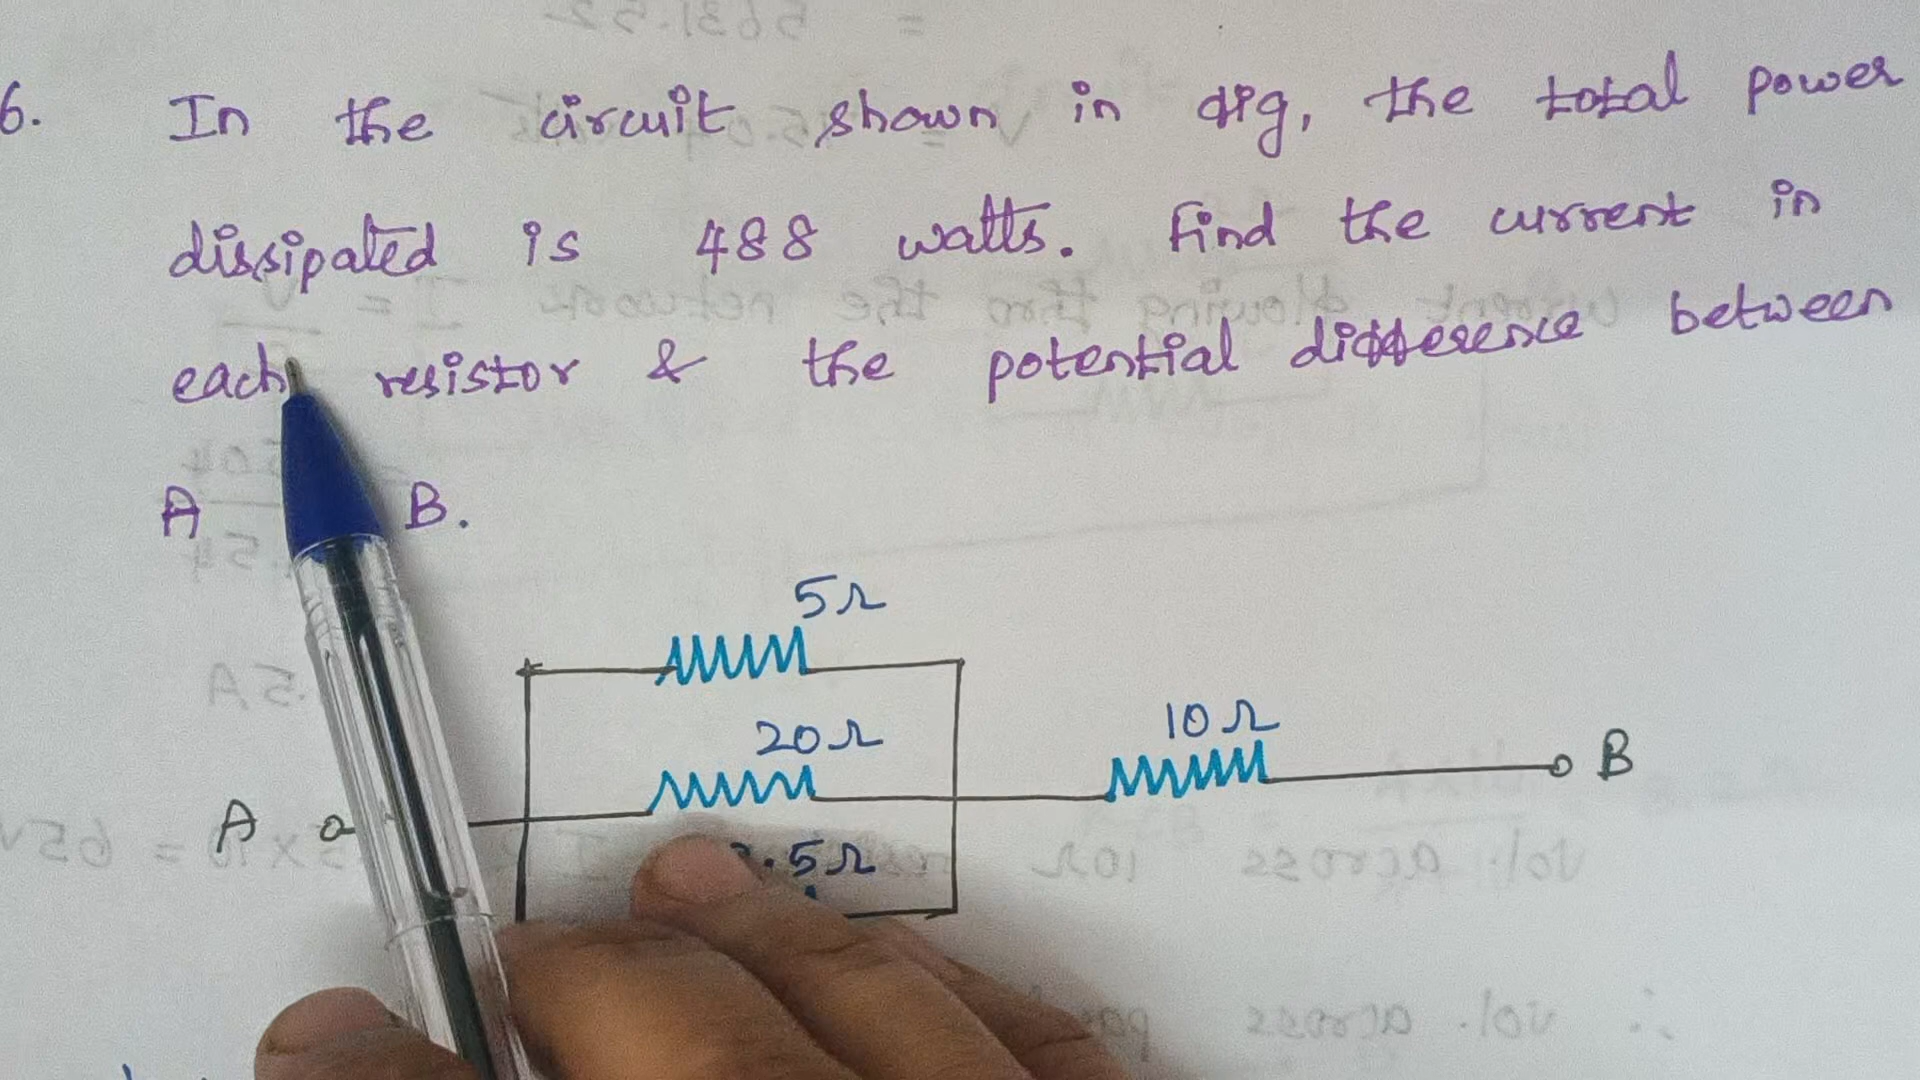 6. In the circuit shown in fig, the total power
dissipated is 488 watts. Find the current in
each resistor & the potential difference between
A B.
5Ω
20Ω
10Ω
A B
.5Ω